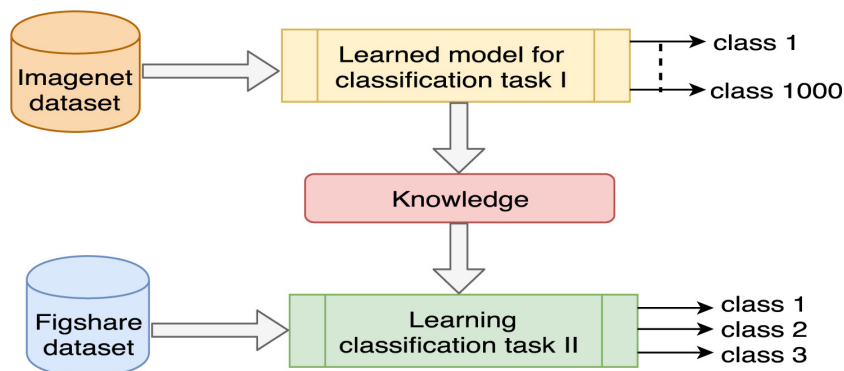 Imagenet
dataset
Learned model for
classification task I
class 1
class 1000
Knowledge
Figshare
dataset
Learning
classification task II
class 1
class 2
class 3